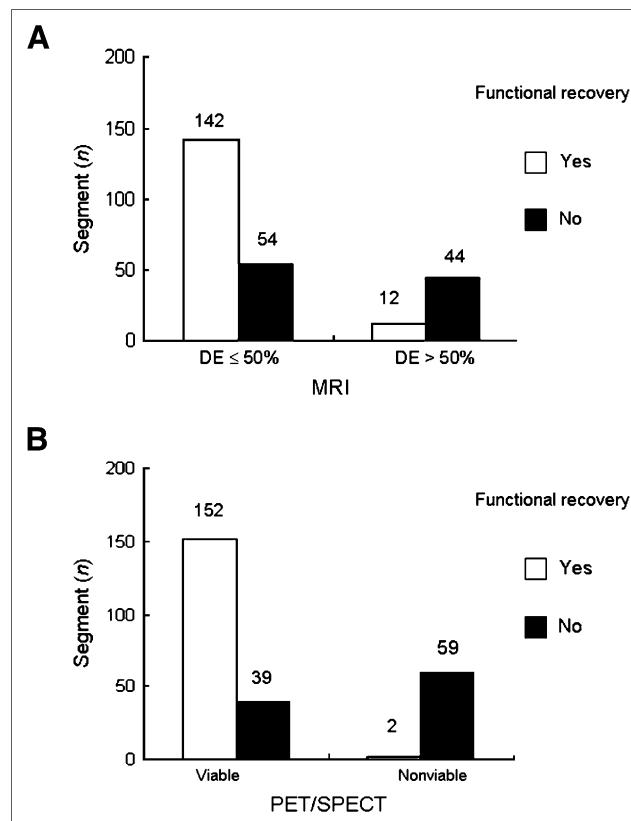 A
200
Functional recovery
150
142
Yes
Segment (n)
100
No
54
44
50
12
0
DE ≤ 50%
DE > 50%
MRI
B
200
Functional recovery
152
150
Yes
Segment (n)
100
No
59
39
50
2
0
Viable
Nonviable
PET/SPECT